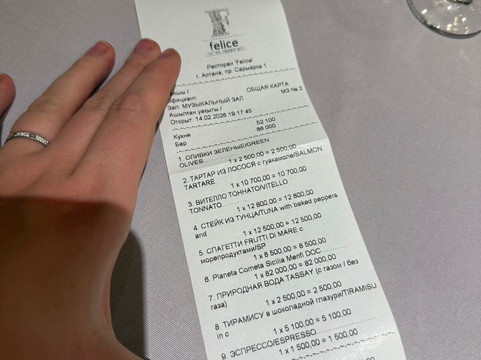 F
felice
Ресторан 'Felice'
г. Астана, пр. Сарыарка 1
ОБЩАЯ КАРТА
Зал: МУЗЫКАЛЬНЫЙ ЗАЛ
МЗ № 3
Ашылған уақыты /
Открыт: 14.02.2026 19:17:45
Кухня 52 100
Бар 86 000
1. ОЛИВКИ ЗЕЛЕНЫЕ/GREEN
OLIVES 1 x 2 500,00 = 2 500,00
2. ТАРТАР ИЗ ЛОСОСЯ с гуакамоле/SALMON
TARTARE 1 x 10 700,00 = 10 700,00
3. ВИТЕЛЛО ТОННАТО/VITELLO
TONNATO 1 x 12 800,00 = 12 800,00
4. СТЕЙК ИЗ ТУНЦА/TUNA with baked peppers
and 1 x 12 500,00 = 12 500,00
5. СПАГЕТТИ FRUTTI DI MARE с
морепродуктами/SP
1 x 8 500,00 = 8 500,00
6. Planeta Cometa Sicilia Menfi DOC
1 x 82 000,00 = 82 000,00
7. ПРИРОДНАЯ ВОДА TASSAY (с газом / без
газа) 1 x 2 500,00 = 2 500,00
8. ТИРАМИСУ в шоколадной глазури/TIRAMISU
in c 1 x 5 100,00 = 5 100,00
9. ЭСПРЕССО/ESPRESSO
1 x 1 500,00 = 1 500,00